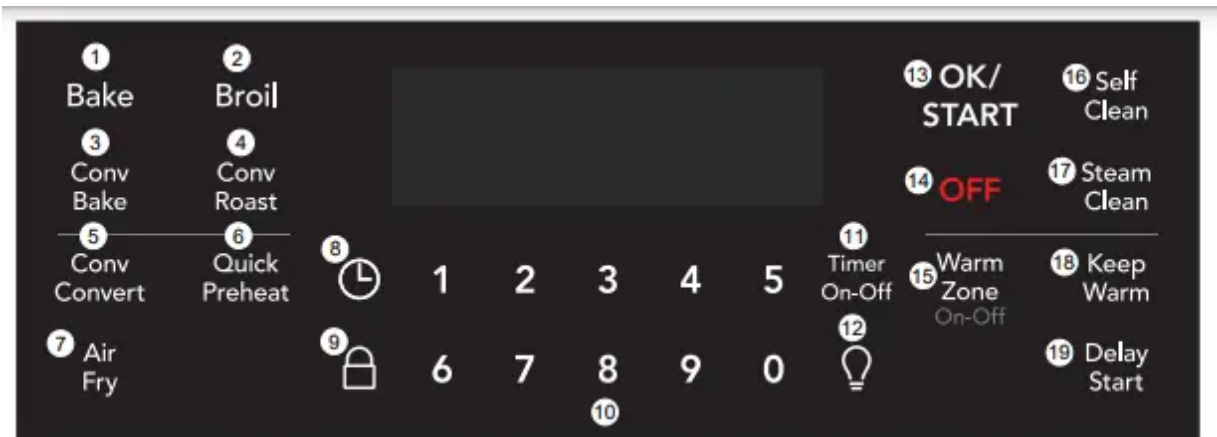 1
Bake
2
Broil
3
Conv
Bake
4
Conv
Roast
5
Conv
Convert
6
Quick
Preheat
7
Air
Fry
8
9
1 2 3 4 5
6 7 8 9 0
10
11
Timer
On-Off
12
13 OK/
START
14 OFF
15 Warm
Zone
On-Off
16 Self
Clean
17 Steam
Clean
18 Keep
Warm
19 Delay
Start